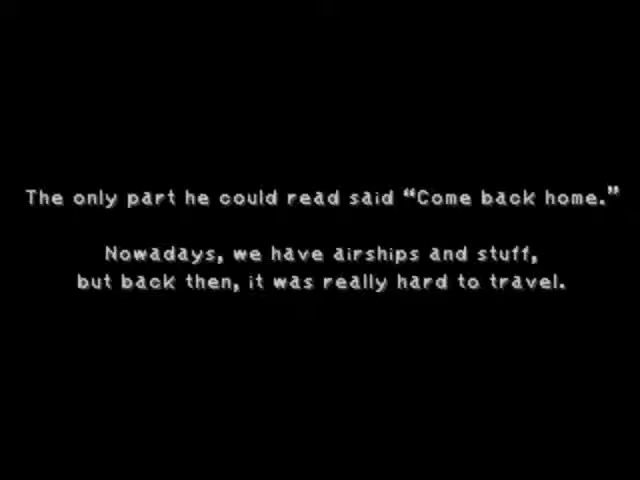 The only part he could read said “Come back home.”
Nowadays, we have airships and stuff,
but back then, it was really hard to travel.